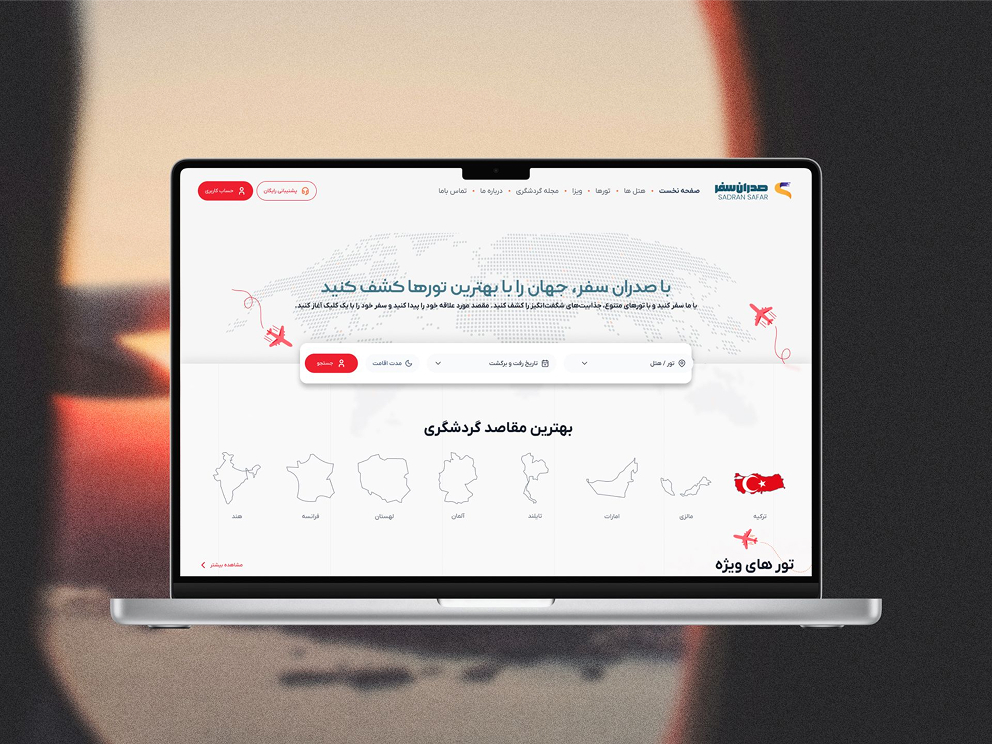 صدران سفر
SADRAN SAFAR
صفحه نخست • هتل ها • تورها • ویزا • مجله گردشگری • درباره ما • تماس باما
پشتیبانی رایگان
حساب کاربری
با صدران سفر، جهان را با بهترین تورها کشف کنید
با ما سفر کنید و با تورهای متنوع، جذابیت‌های شگفت‌انگیز را کشف کنید. مقصد مورد علاقه خود را پیدا کنید و سفر خود را با یک کلیک آغاز کنید.
تور / هتل
تاریخ رفت و برگشت
مدت اقامت
جستجو
بهترین مقاصد گردشگری
ترکیه
مالزی
امارات
تایلند
آلمان
لهستان
فرانسه
هند
تور های ویژه
مشاهده بیشتر